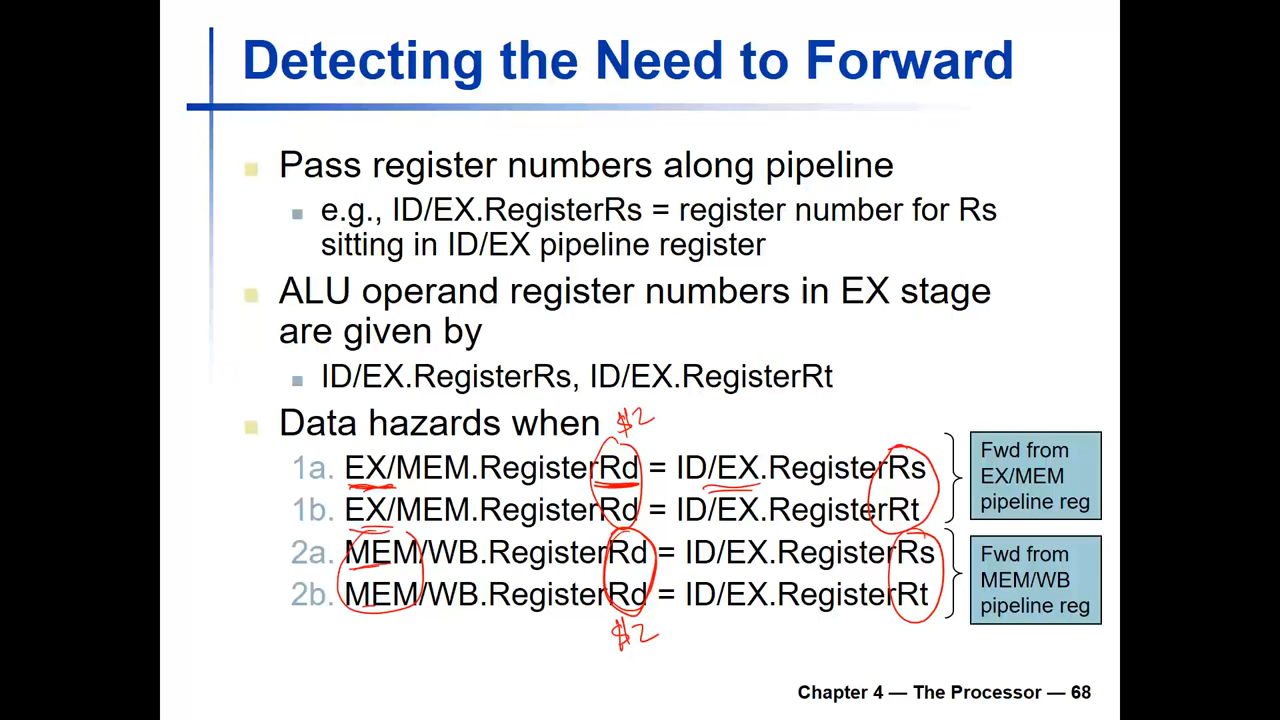 Detecting the Need to Forward
Pass register numbers along pipeline
e.g., ID/EX.RegisterRs = register number for Rs
sitting in ID/EX pipeline register
ALU operand register numbers in EX stage
are given by
ID/EX.RegisterRs, ID/EX.RegisterRt
Data hazards when
$2
1a. EX/MEM.RegisterRd = ID/EX.RegisterRs
1b. EX/MEM.RegisterRd = ID/EX.RegisterRt
Fwd from
EX/MEM
pipeline reg
2a. MEM/WB.RegisterRd = ID/EX.RegisterRs
2b. MEM/WB.RegisterRd = ID/EX.RegisterRt
Fwd from
MEM/WB
pipeline reg
$2
Chapter 4 — The Processor — 68